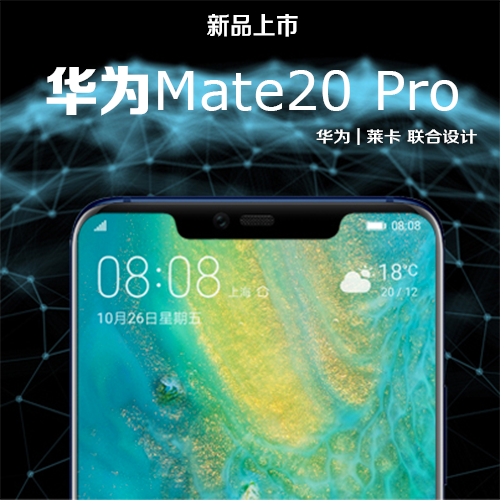 新品上市
华为Mate20 Pro
华为 | 莱卡 联合设计
08:08
08:08
上海
18°C
20 / 12
10月26日星期五